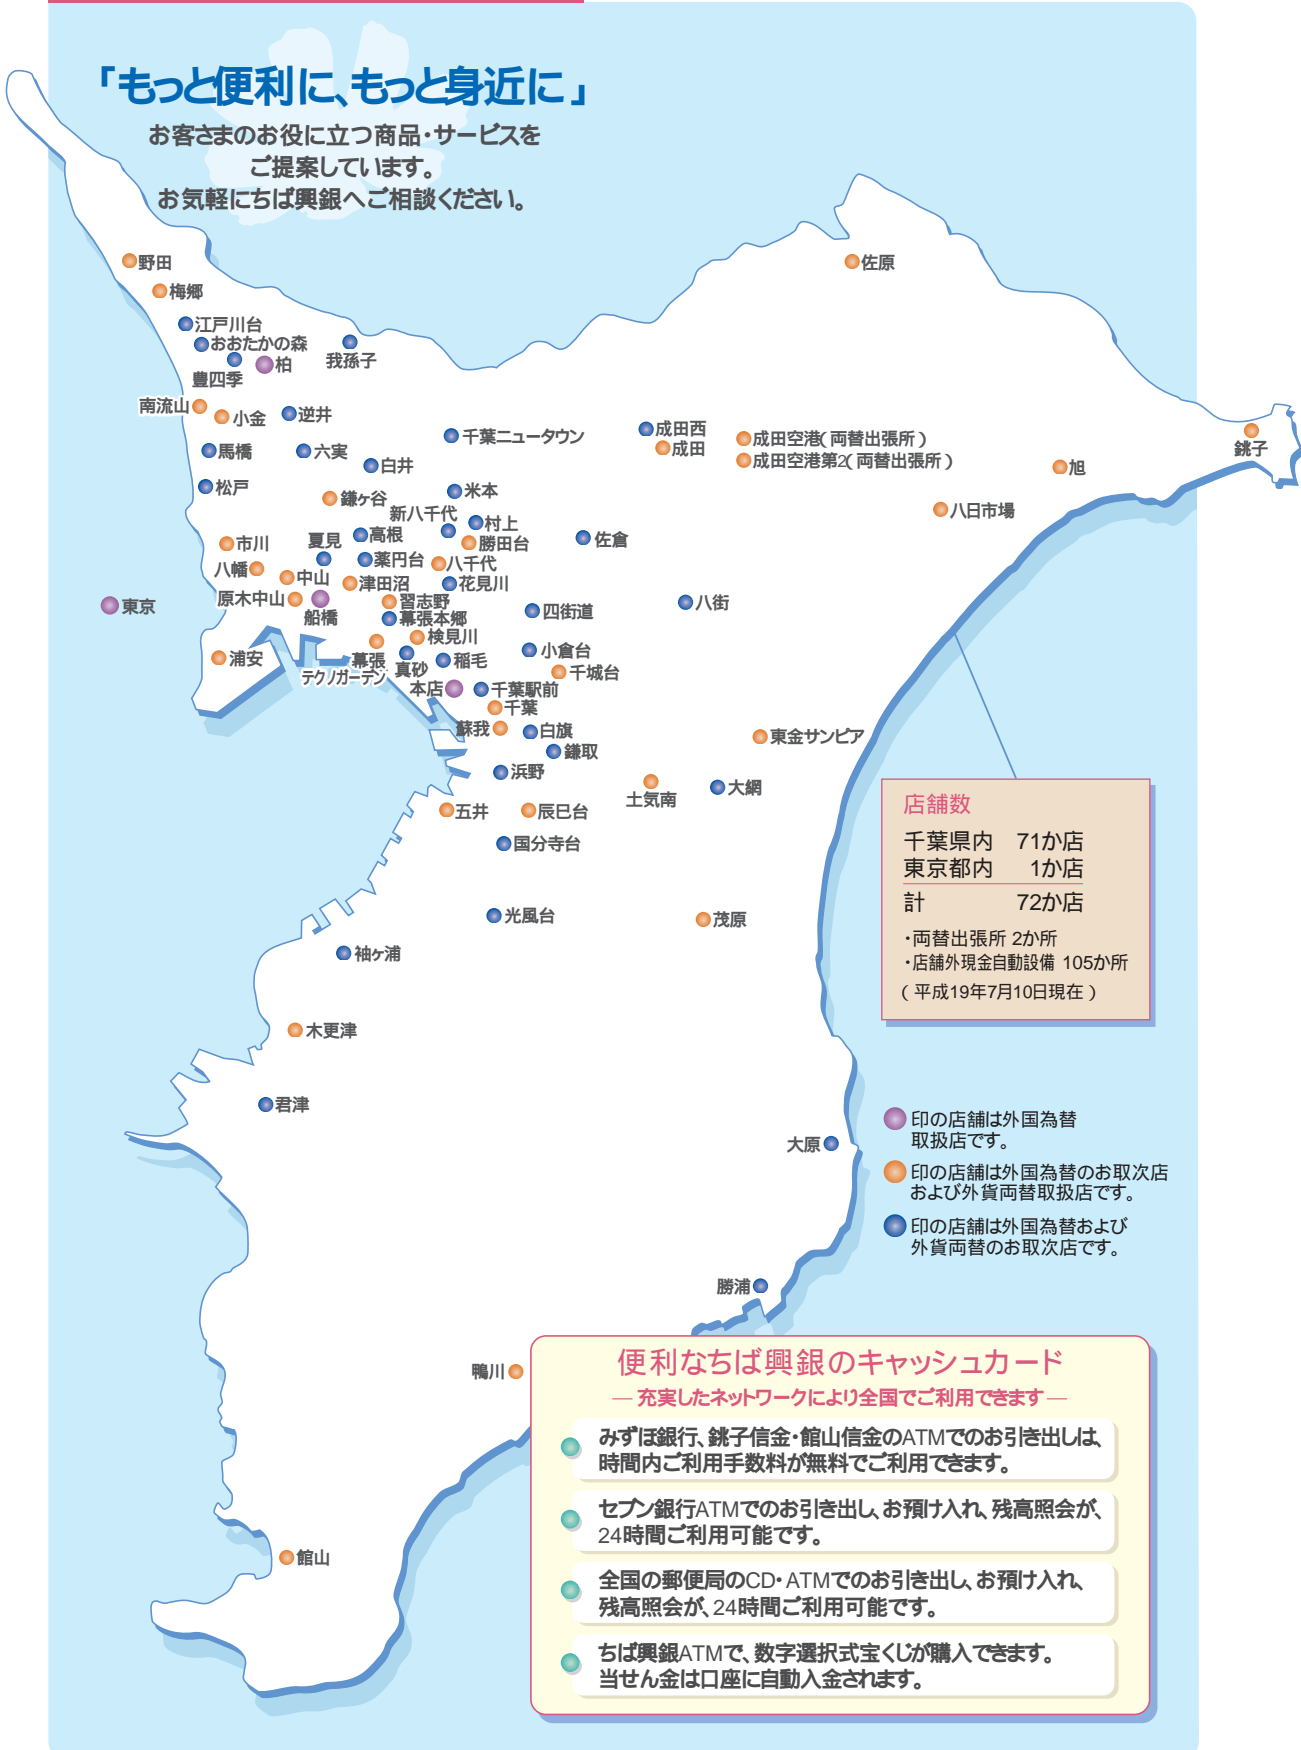 「もっと便利に、もっと身近に」
お客さまのお役に立つ商品・サービスを
ご提案しています。
お気軽にちば興銀へご相談ください。
野田
佐原
梅郷
江戸川台
おおたかの森
我孫子
柏
豊四季
南流山
小金
逆井
千葉ニュータウン
成田西
成田
成田空港(両替出張所)
成田空港第2(両替出張所)
銚子
旭
馬橋
六実
白井
松戸
鎌ヶ谷
米本
八日市場
新八千代
村上
市川
夏見
高根
勝田台
佐倉
八幡
薬円台
八千代
中山
津田沼
花見川
原木中山
船橋
習志野
東京
幕張本郷
四街道
八街
検見川
浦安
幕張
テクノガーデン
真砂
稲毛
小倉台
千城台
本店
千葉駅前
千葉
蘇我
白旗
東金サンピア
鎌取
浜野
土気南
大網
五井
辰巳台
国分寺台
光風台
茂原
袖ヶ浦
木更津
君津
大原
勝浦
鴨川
館山
店舗数
千葉県内 71か店
東京都内 1か店
計 72か店
・両替出張所 2か所
・店舗外現金自動設備 105か所
(平成19年7月10日現在)
印の店舗は外国為替
取扱店です。
印の店舗は外国為替のお取次店
および外貨両替取扱店です。
印の店舗は外国為替および
外貨両替のお取次店です。
便利なちば興銀のキャッシュカード
―充実したネットワークにより全国でご利用できます―
みずほ銀行、銚子信金・館山信金のATMでのお引き出しは、
時間内ご利用手数料が無料でご利用できます。
セブン銀行ATMでのお引き出し、お預け入れ、残高照会が、
24時間ご利用可能です。
全国の郵便局のCD・ATMでのお引き出し、お預け入れ、
残高照会が、24時間ご利用可能です。
ちば興銀ATMで、数字選択式宝くじが購入できます。
当せん金は口座に自動入金されます。